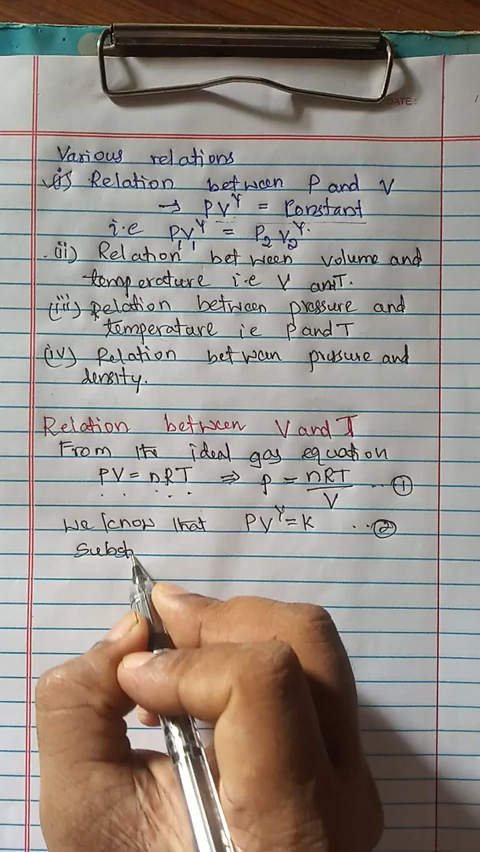 DATE:
Various relations
(i) Relation between P and V
→ PV^γ = Constant
i.e P₁V₁^γ = P₂V₂^γ.
(ii) Relation between volume and
temperature i.e V and T.
(iii) Relation between pressure and
temperature ie P and T
(iv) Relation between pressure and
density.
Relation between V and T
From the ideal gas equation
PV = nRT ⇒ P = nRT/V ... ①
We know that PV^γ = K ... ②
Subst